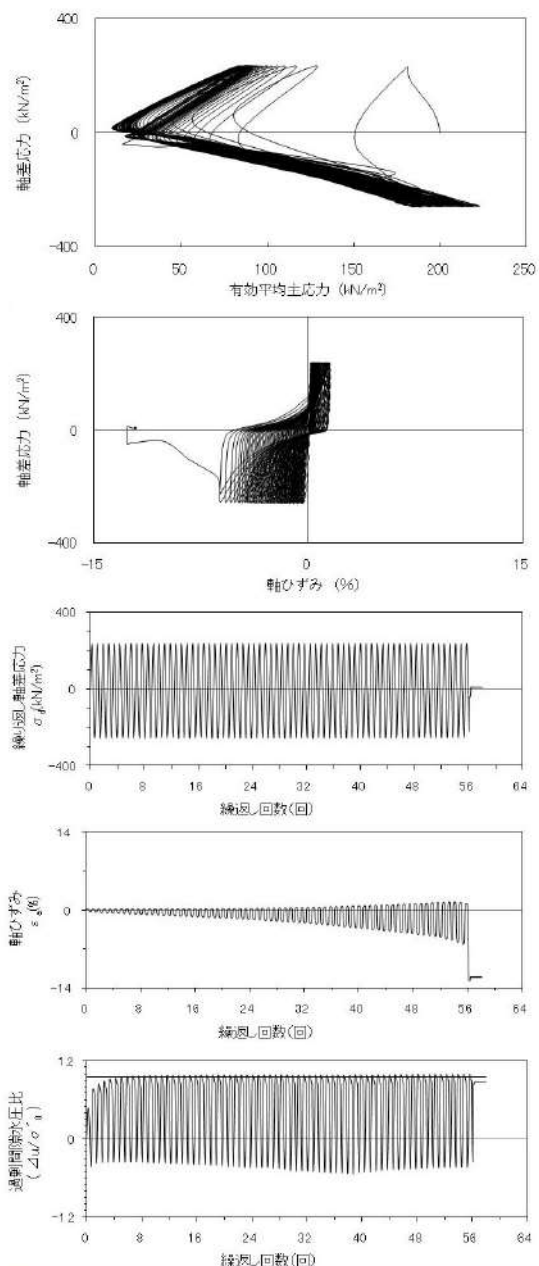 400
0
-400
軸差応力 (kN/m²)
0 50 100 150 200 250
有効平均主応力 (kN/m²)
400
0
-400
軸差応力 (kN/m²)
-15 0 15
軸ひずみ (%)
400
0
-400
繰り返し軸差応力
σd(kN/m²)
0 8 16 24 32 40 48 56 64
繰返し回数(回)
14
0
-14
軸ひずみ
εa(%)
0 8 16 24 32 40 48 56 64
繰返し回数(回)
1.2
0
-1.2
過剰間隙水圧比
(Δu/σ'0)
0 8 16 24 32 40 48 56 64
繰返し回数(回)